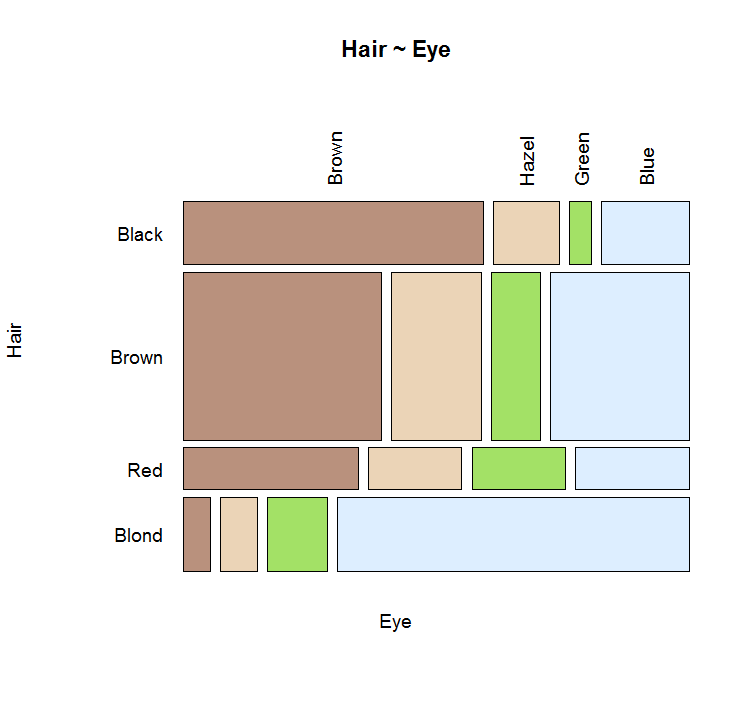 Hair ~ Eye
Brown
Hazel
Green
Blue
Black
Brown
Red
Blond
Hair
Eye